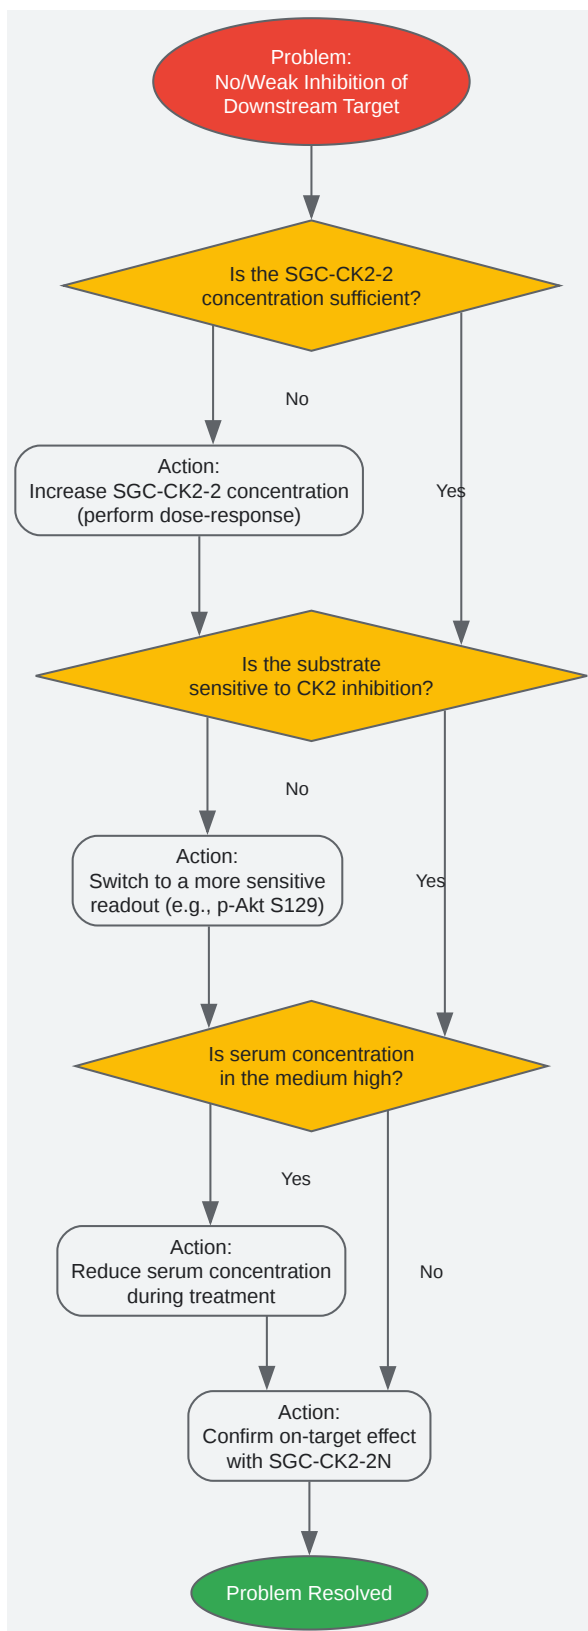 Problem:
No/Weak Inhibition of
Downstream Target
Is the SGC-CK2-2
concentration sufficient?
No
Action:
Increase SGC-CK2-2 concentration
(perform dose-response)
Yes
Is the substrate
sensitive to CK2 inhibition?
No
Action:
Switch to a more sensitive
readout (e.g., p-Akt S129)
Yes
Is serum concentration
in the medium high?
Yes
Action:
Reduce serum concentration
during treatment
No
Action:
Confirm on-target effect
with SGC-CK2-2N
Problem Resolved